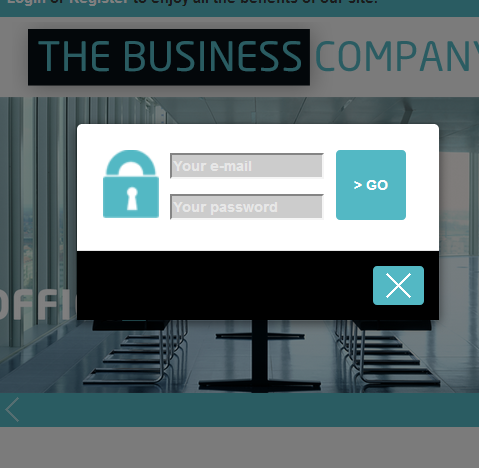 Login or Register to enjoy all the benefits of our site.
THE BUSINESS COMPANY
Your e-mail
> GO
Your password
OFFI